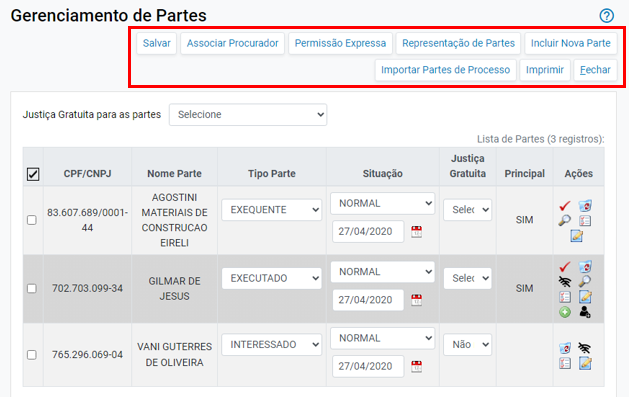 Gerenciamento de Partes
Salvar Associar Procurador Permissão Expressa Representação de Partes Incluir Nova Parte
Importar Partes de Processo Imprimir Fechar
Justiça Gratuita para as partes Selecione
Lista de Partes (3 registros):
CPF/CNPJ Nome Parte Tipo Parte Situação Justiça Gratuita Principal Ações
83.607.689/0001-44 AGOSTINI MATERIAIS DE CONSTRUCAO EIRELI EXEQUENTE NORMAL 27/04/2020 Selec SIM
702.703.099-34 GILMAR DE JESUS EXECUTADO NORMAL 27/04/2020 Selec SIM
765.296.069-04 VANI GUTERRES DE OLIVEIRA INTERESSADO NORMAL 27/04/2020 Não